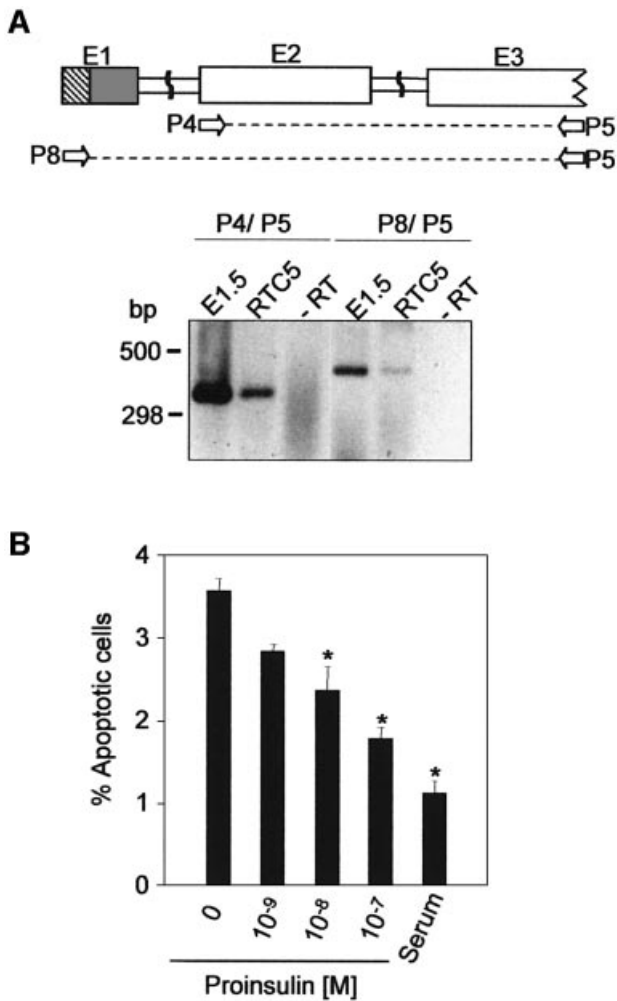 A
E1 E2 E3
P4 P5
P8 P5
P4/ P5 P8/ P5
E1.5 RTC5 - RT E1.5 RTC5 - RT
bp
500
298
B
% Apoptotic cells
4
3
2
1
0
* * *
0 10-9 10-8 10-7 Serum
Proinsulin [M]